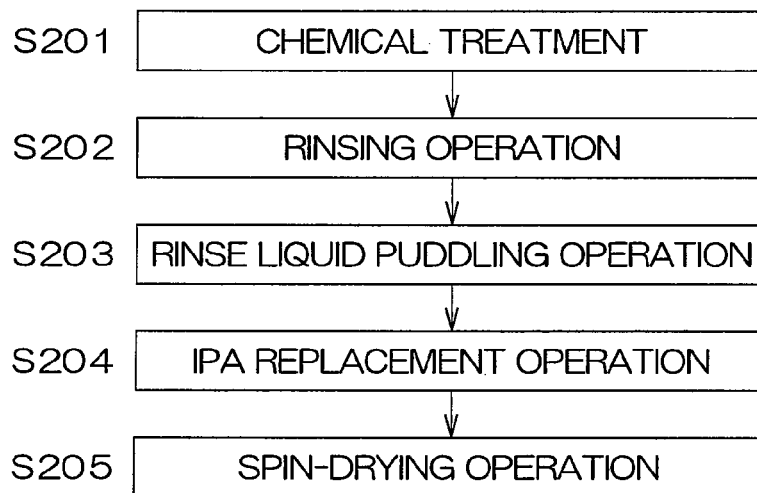 S201 CHEMICAL TREATMENT
S202 RINSING OPERATION
S203 RINSE LIQUID PUDDLING OPERATION
S204 IPA REPLACEMENT OPERATION
S205 SPIN-DRYING OPERATION